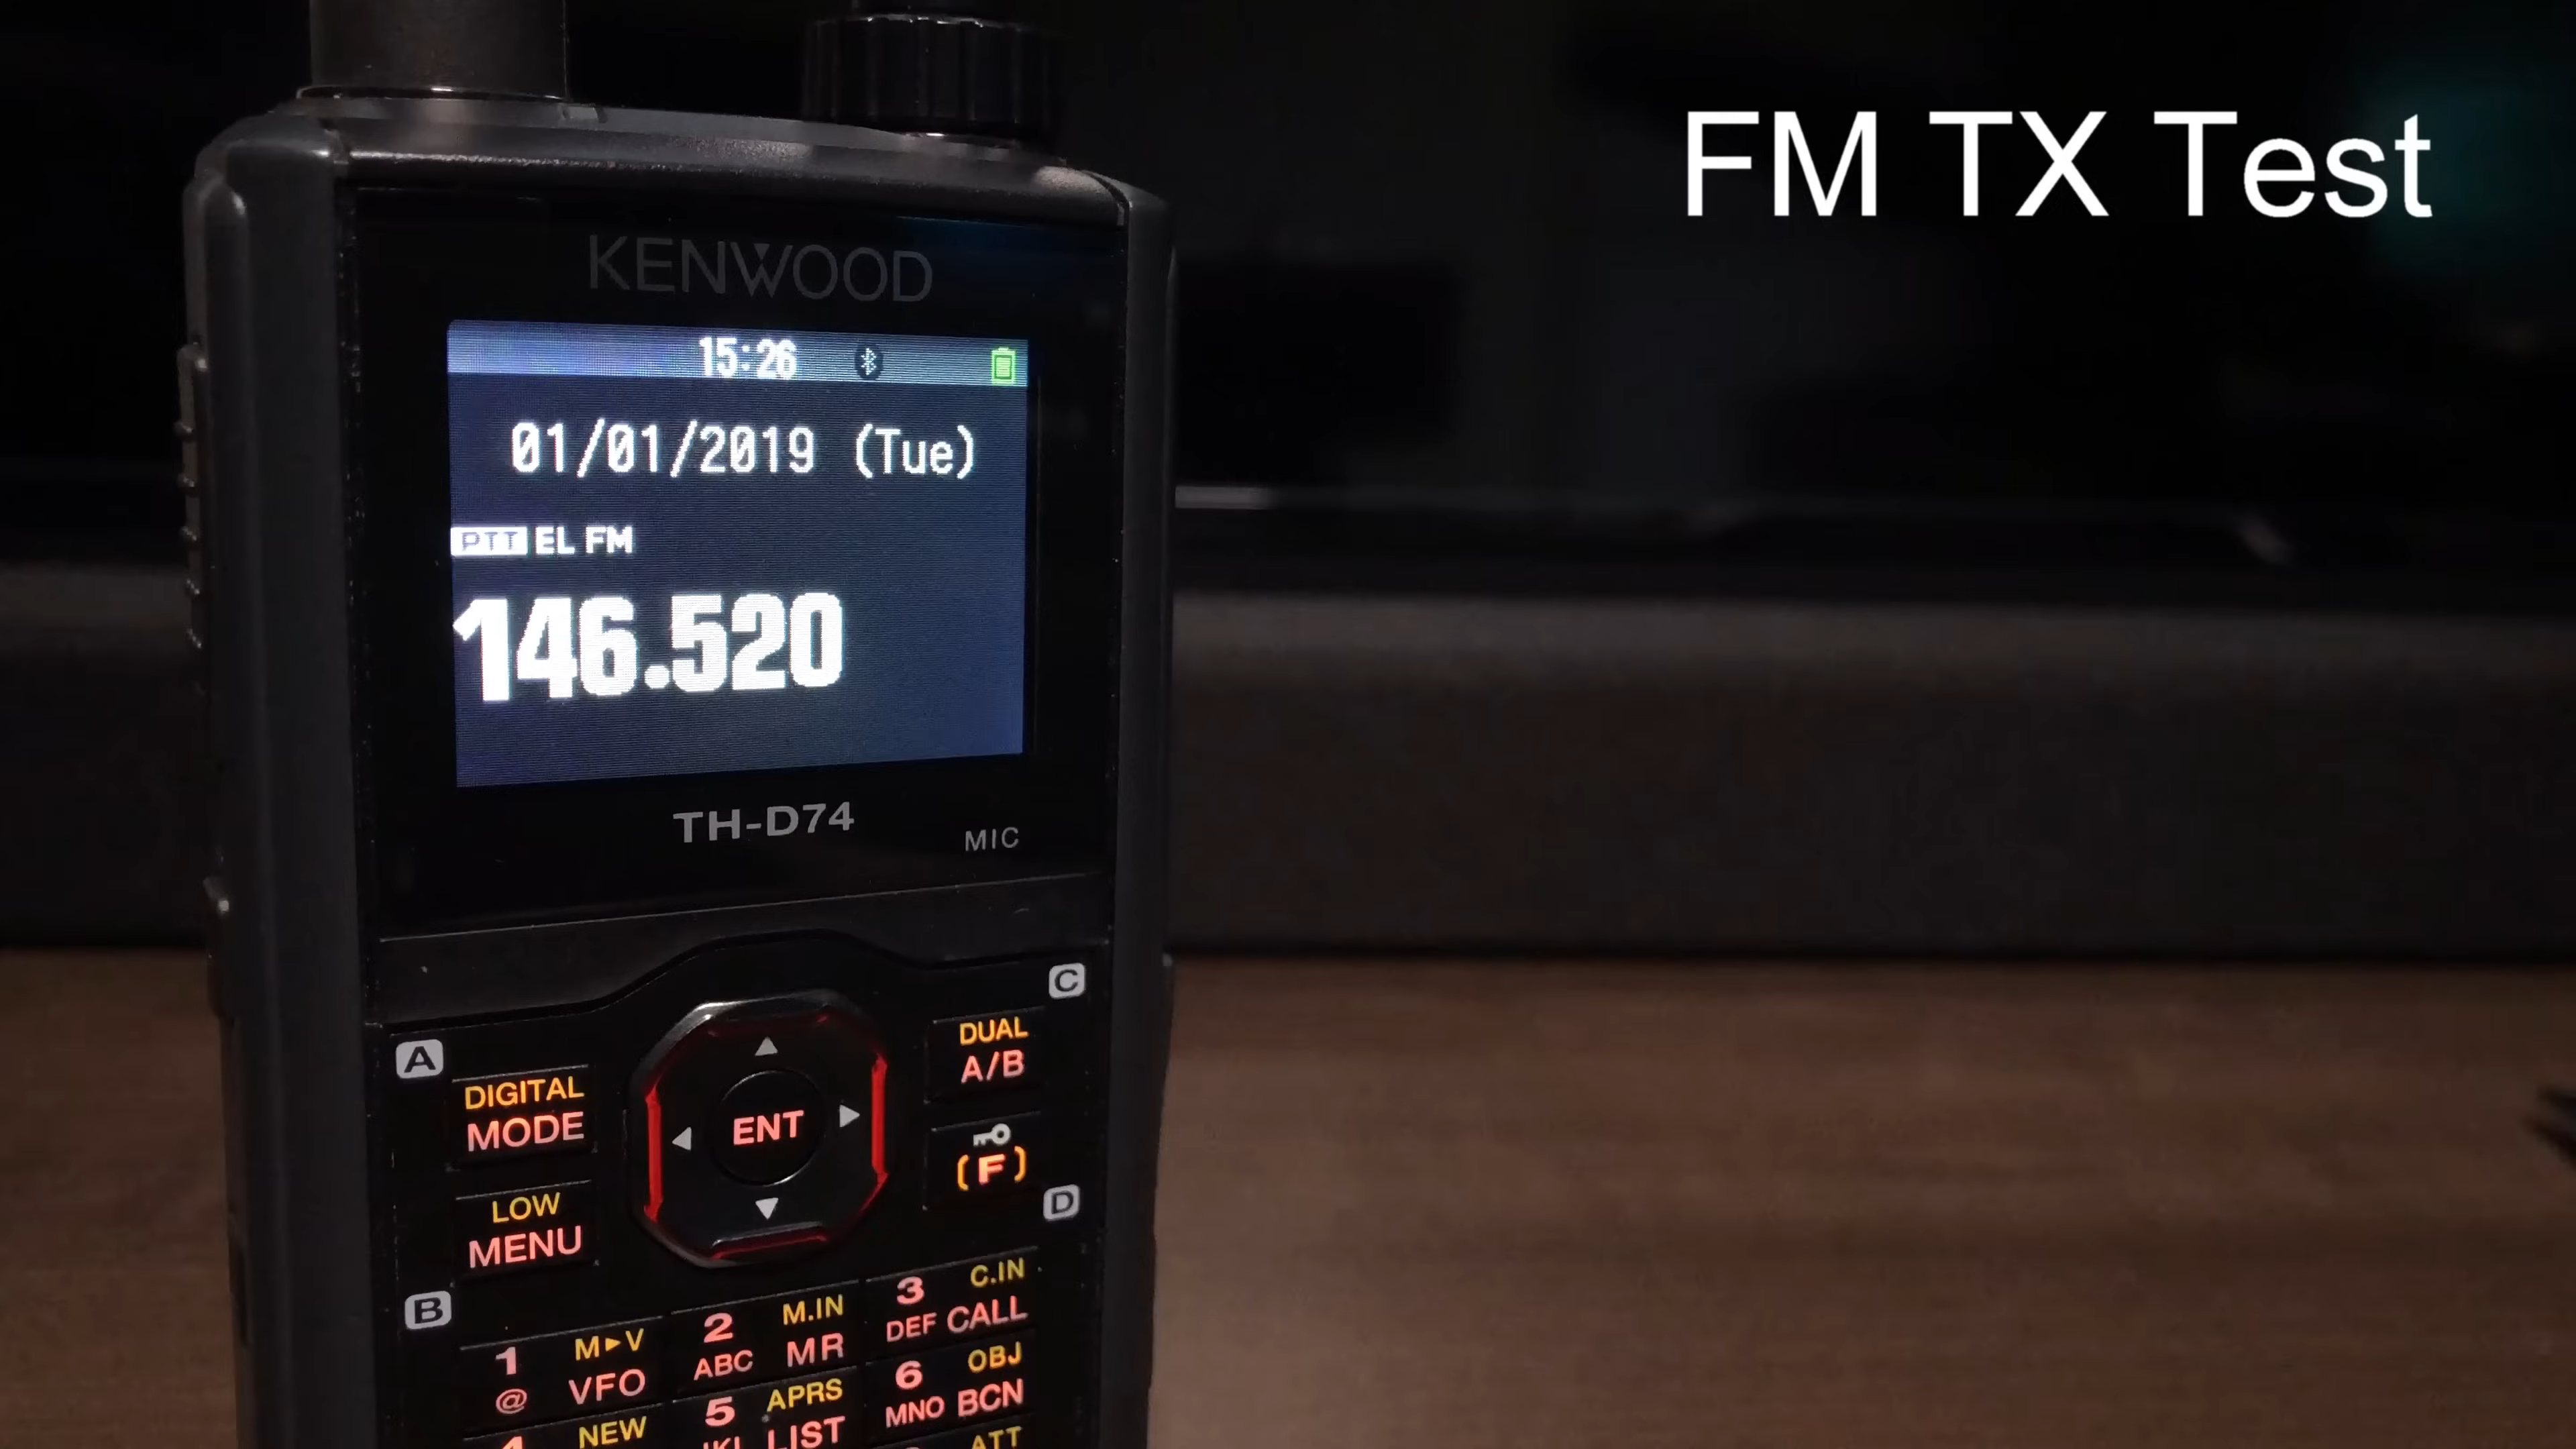 FM TX Test
KENWOOD
15:26
01/01/2019 (Tue)
PTT EL FM
146.520
TH-D74
MIC
C
A
DUAL
A/B
DIGITAL
MODE
ENT
(F)
LOW
MENU
D
B
1 M►V
@ VFO
2 M.IN
ABC MR
3 C.IN
DEF CALL
NEW
5 APRS
LIST
6 OBJ
MNO BCN
ATT